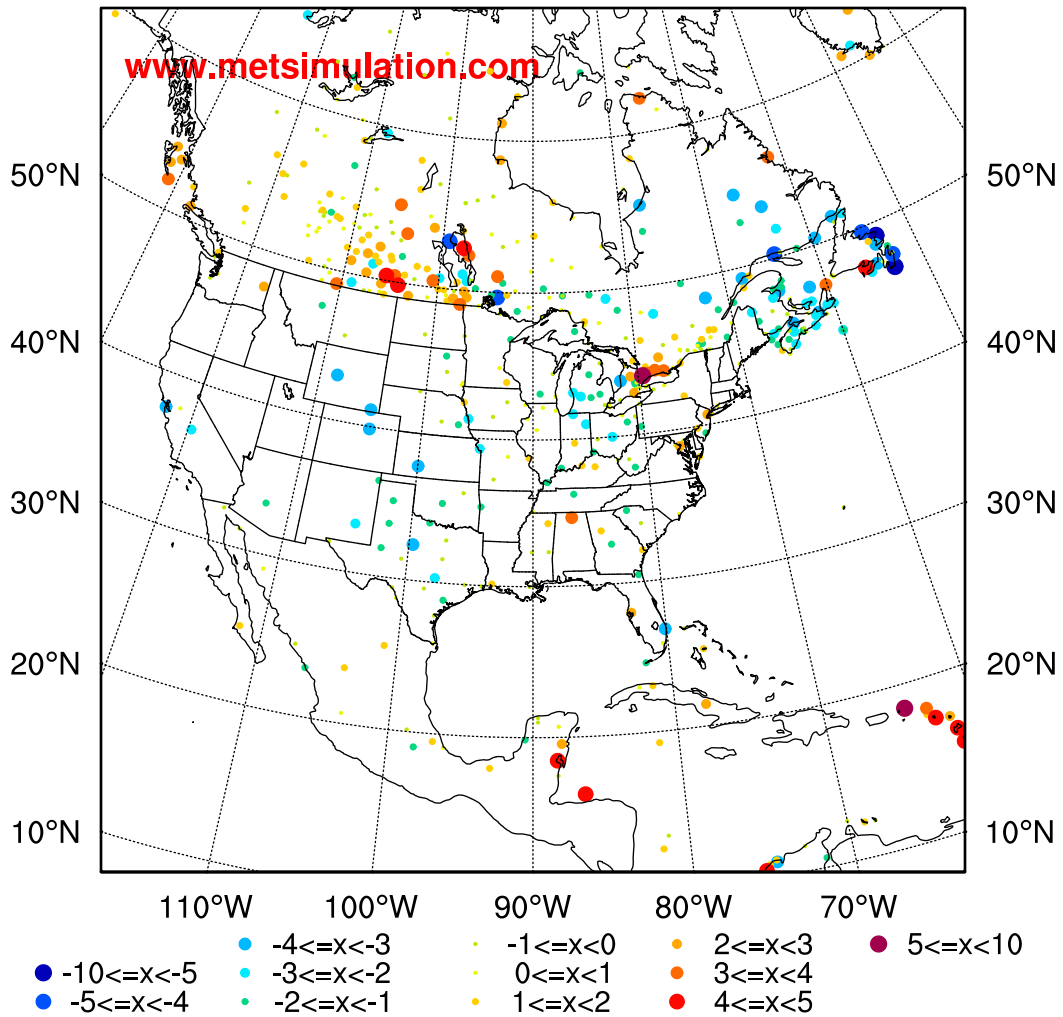 www.metsimulation.com
50°N 50°N
40°N 40°N
30°N 30°N
20°N 20°N
10°N 10°N
110°W 100°W 90°W 80°W 70°W
-4<=x<-3 -1<=x<0 2<=x<3 5<=x<10
-10<=x<-5 -3<=x<-2 0<=x<1 3<=x<4
-5<=x<-4 -2<=x<-1 1<=x<2 4<=x<5